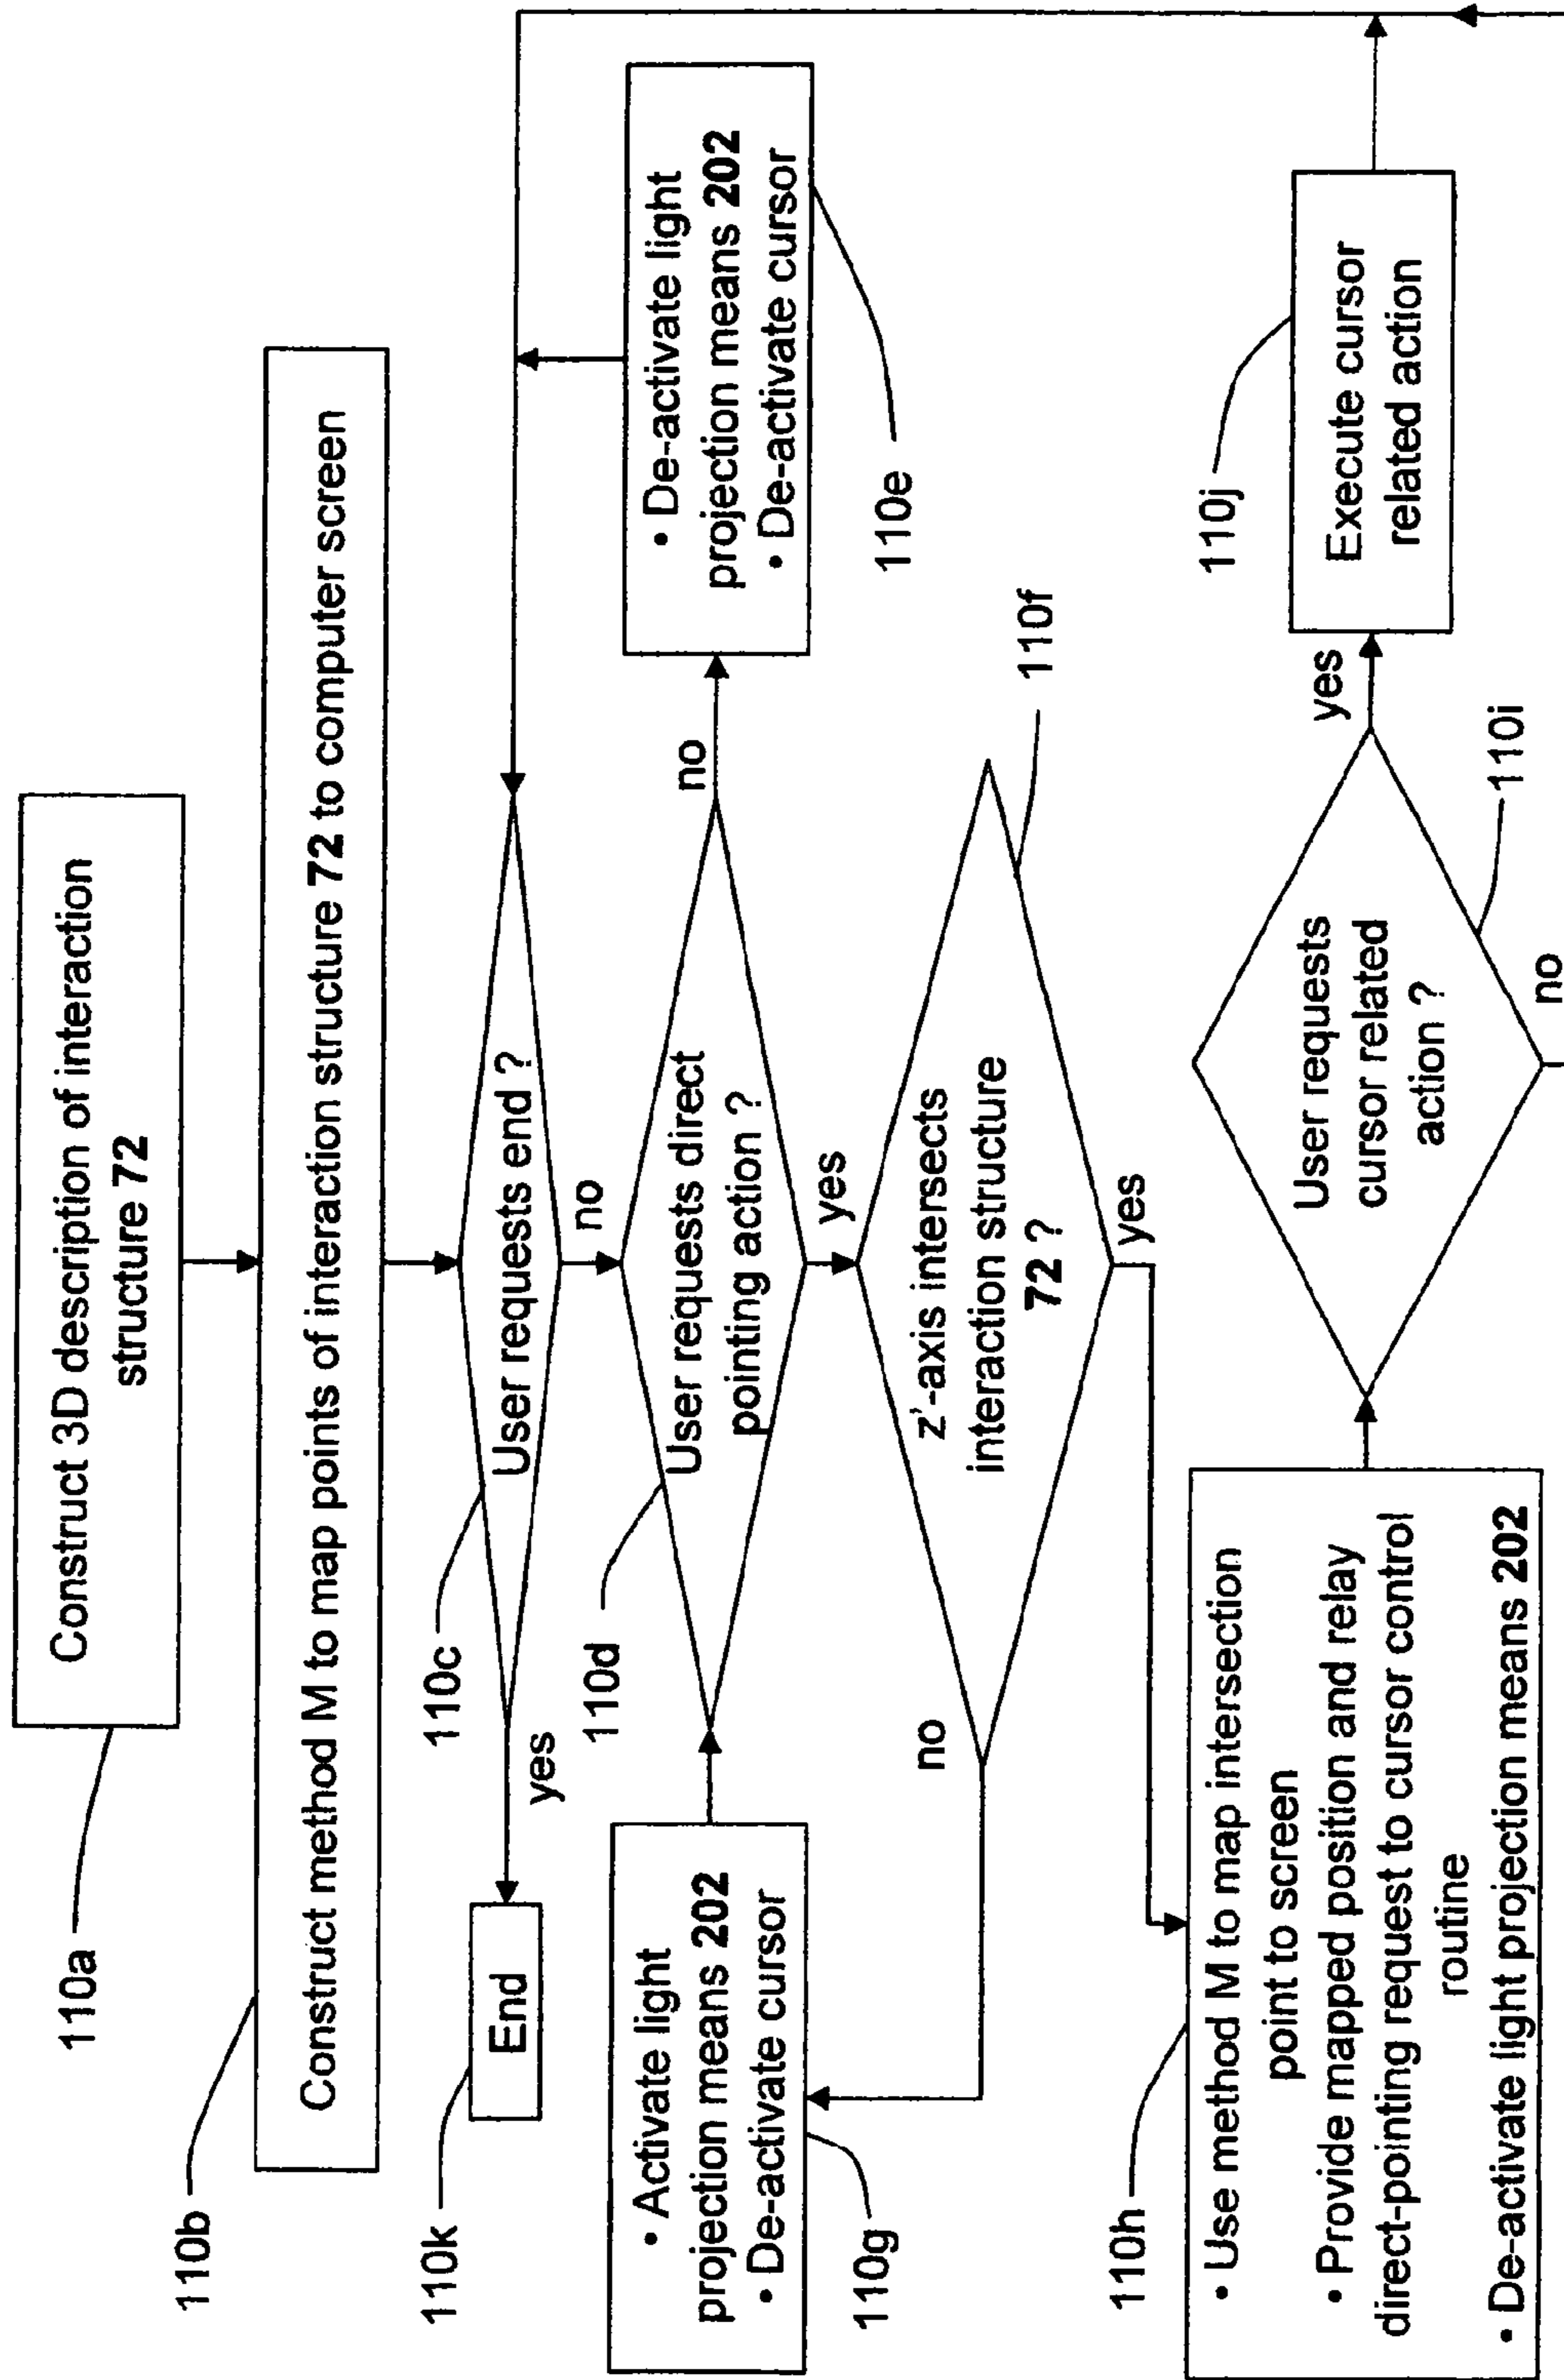 110a
Construct 3D description of interaction
structure 72
110b
Construct method M to map points of interaction structure 72 to computer screen
110c
User requests end ?
yes
no
110k
End
110d
User requests direct
pointing action ?
no
yes
• De-activate light
projection means 202
• De-activate cursor
110e
• Activate light
projection means 202
• De-activate cursor
110g
z'-axis intersects
interaction structure
72 ?
110f
no
yes
110h
• Use method M to map intersection
point to screen
• Provide mapped position and relay
direct-pointing request to cursor control
routine
• De-activate light projection means 202
User requests
cursor related
action ?
110i
yes
no
110j
Execute cursor
related action